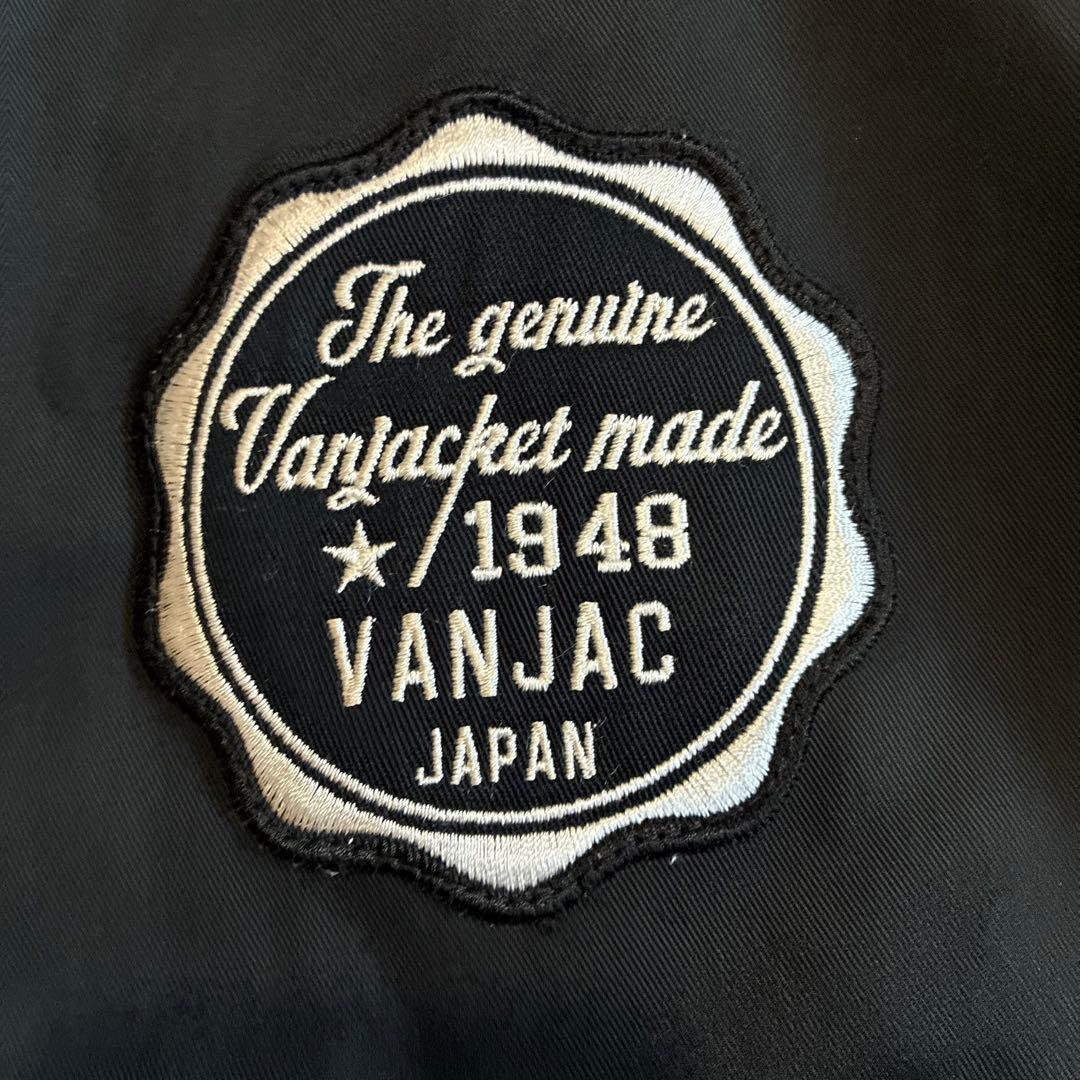 The genuine
Vanjacket made
★/1948
VANJAC
JAPAN